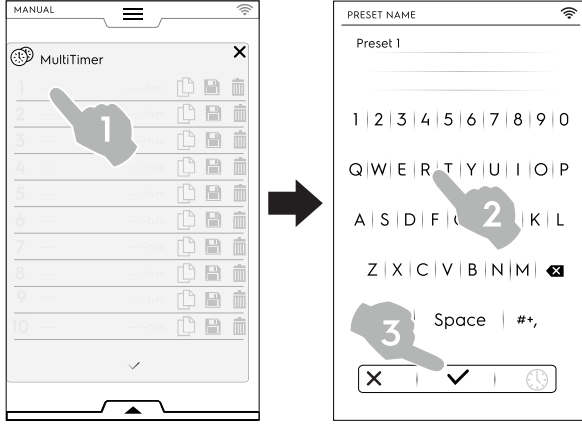 MANUAL
MultiTimer
1
2
3
4
5
6
7
8
9
10
1
PRESET NAME
Preset 1
1 2 3 4 5 6 7 8 9 0
Q W E R T Y U I O P
A S D F K L
2
Z X C V B N M
3
Space #+,